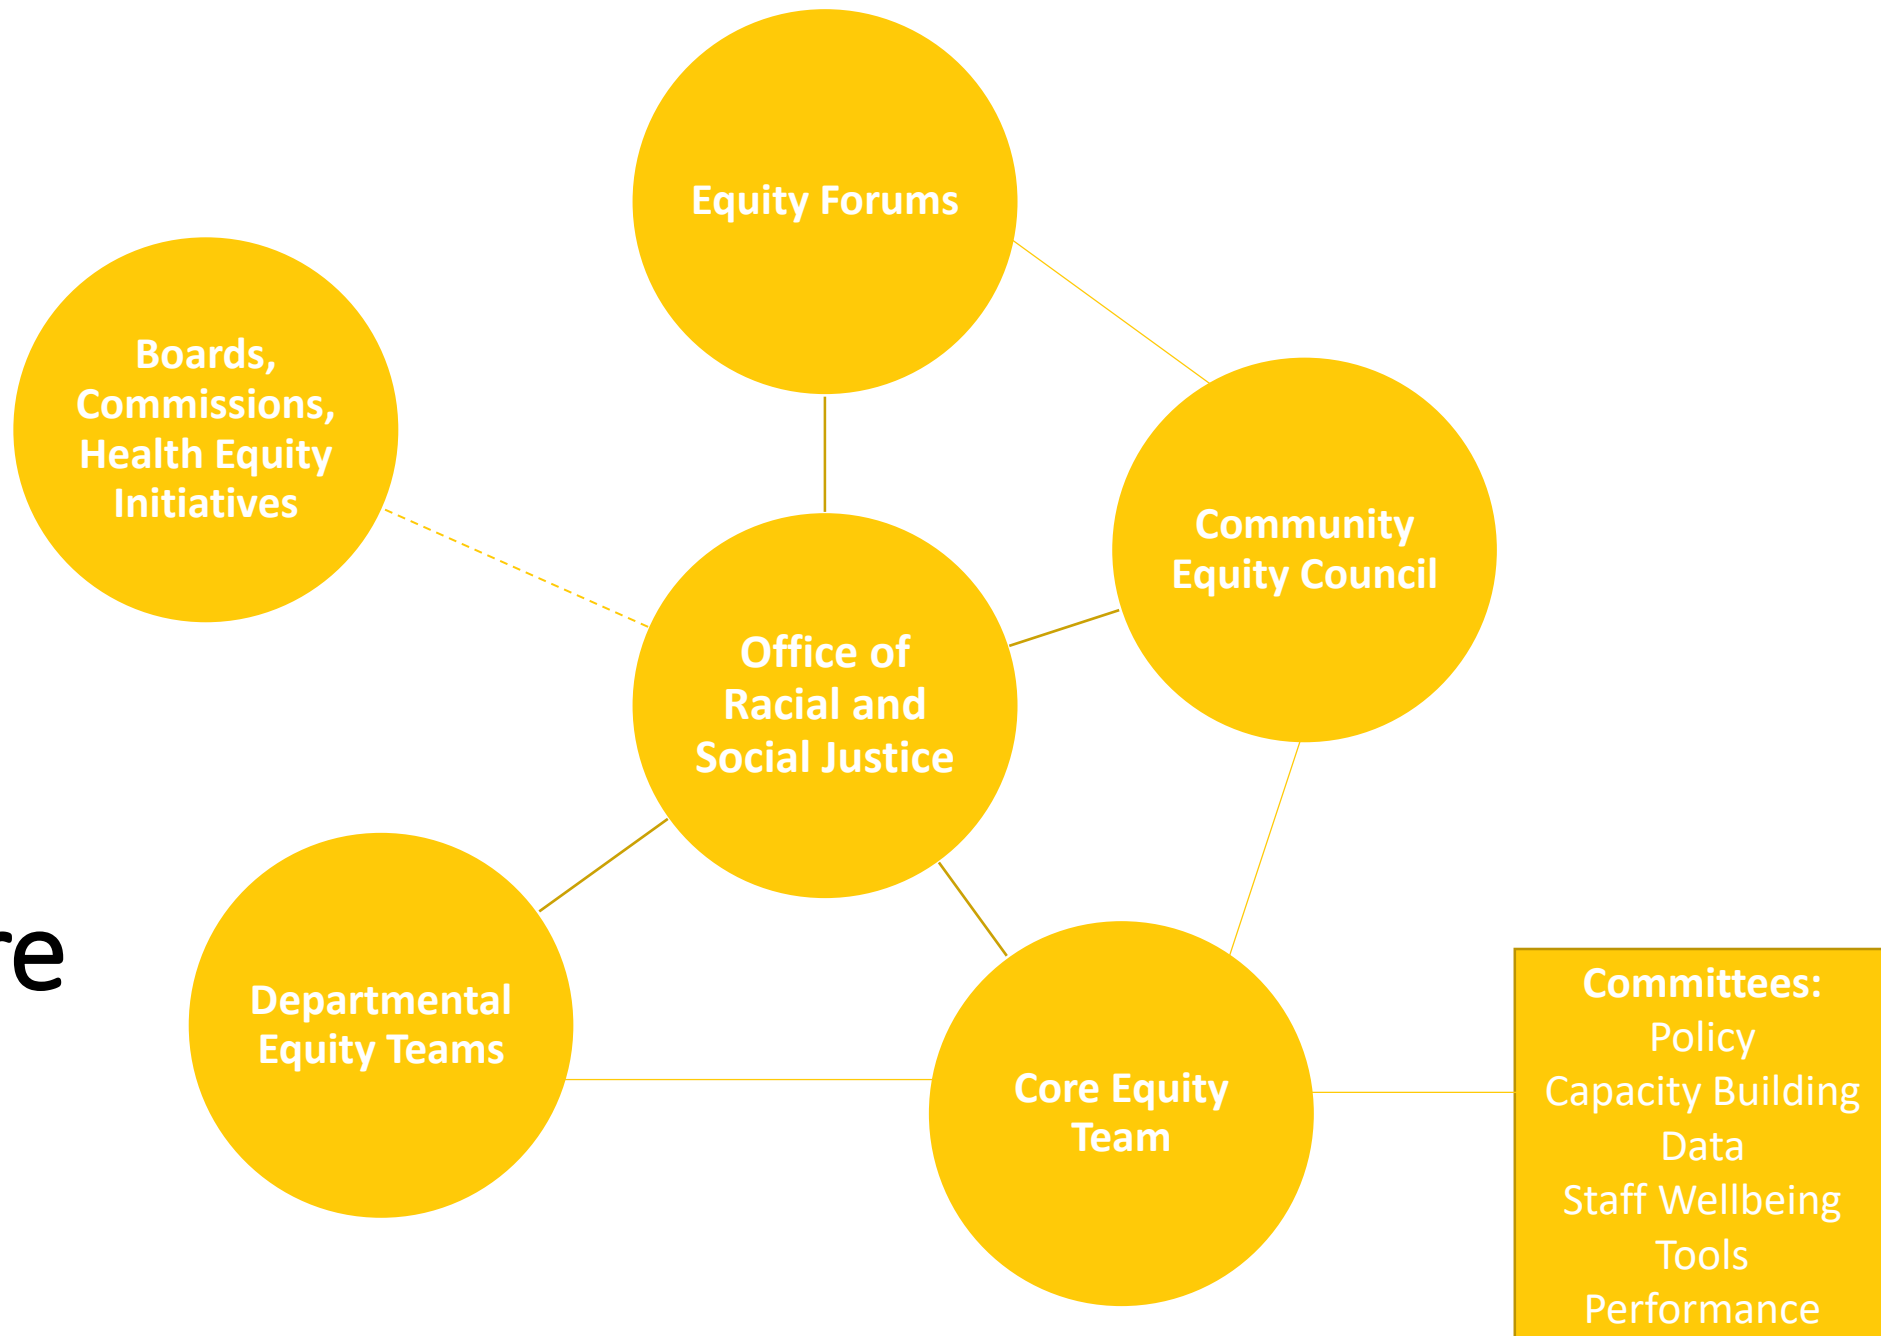 Equity Forums
Boards,
Commissions,
Health Equity
Initiatives
Community
Equity Council
Office of
Racial and
Social Justice
re
Departmental
Equity Teams
Core Equity
Team
Committees:
Policy
Capacity Building
Data
Staff Wellbeing
Tools
Performance